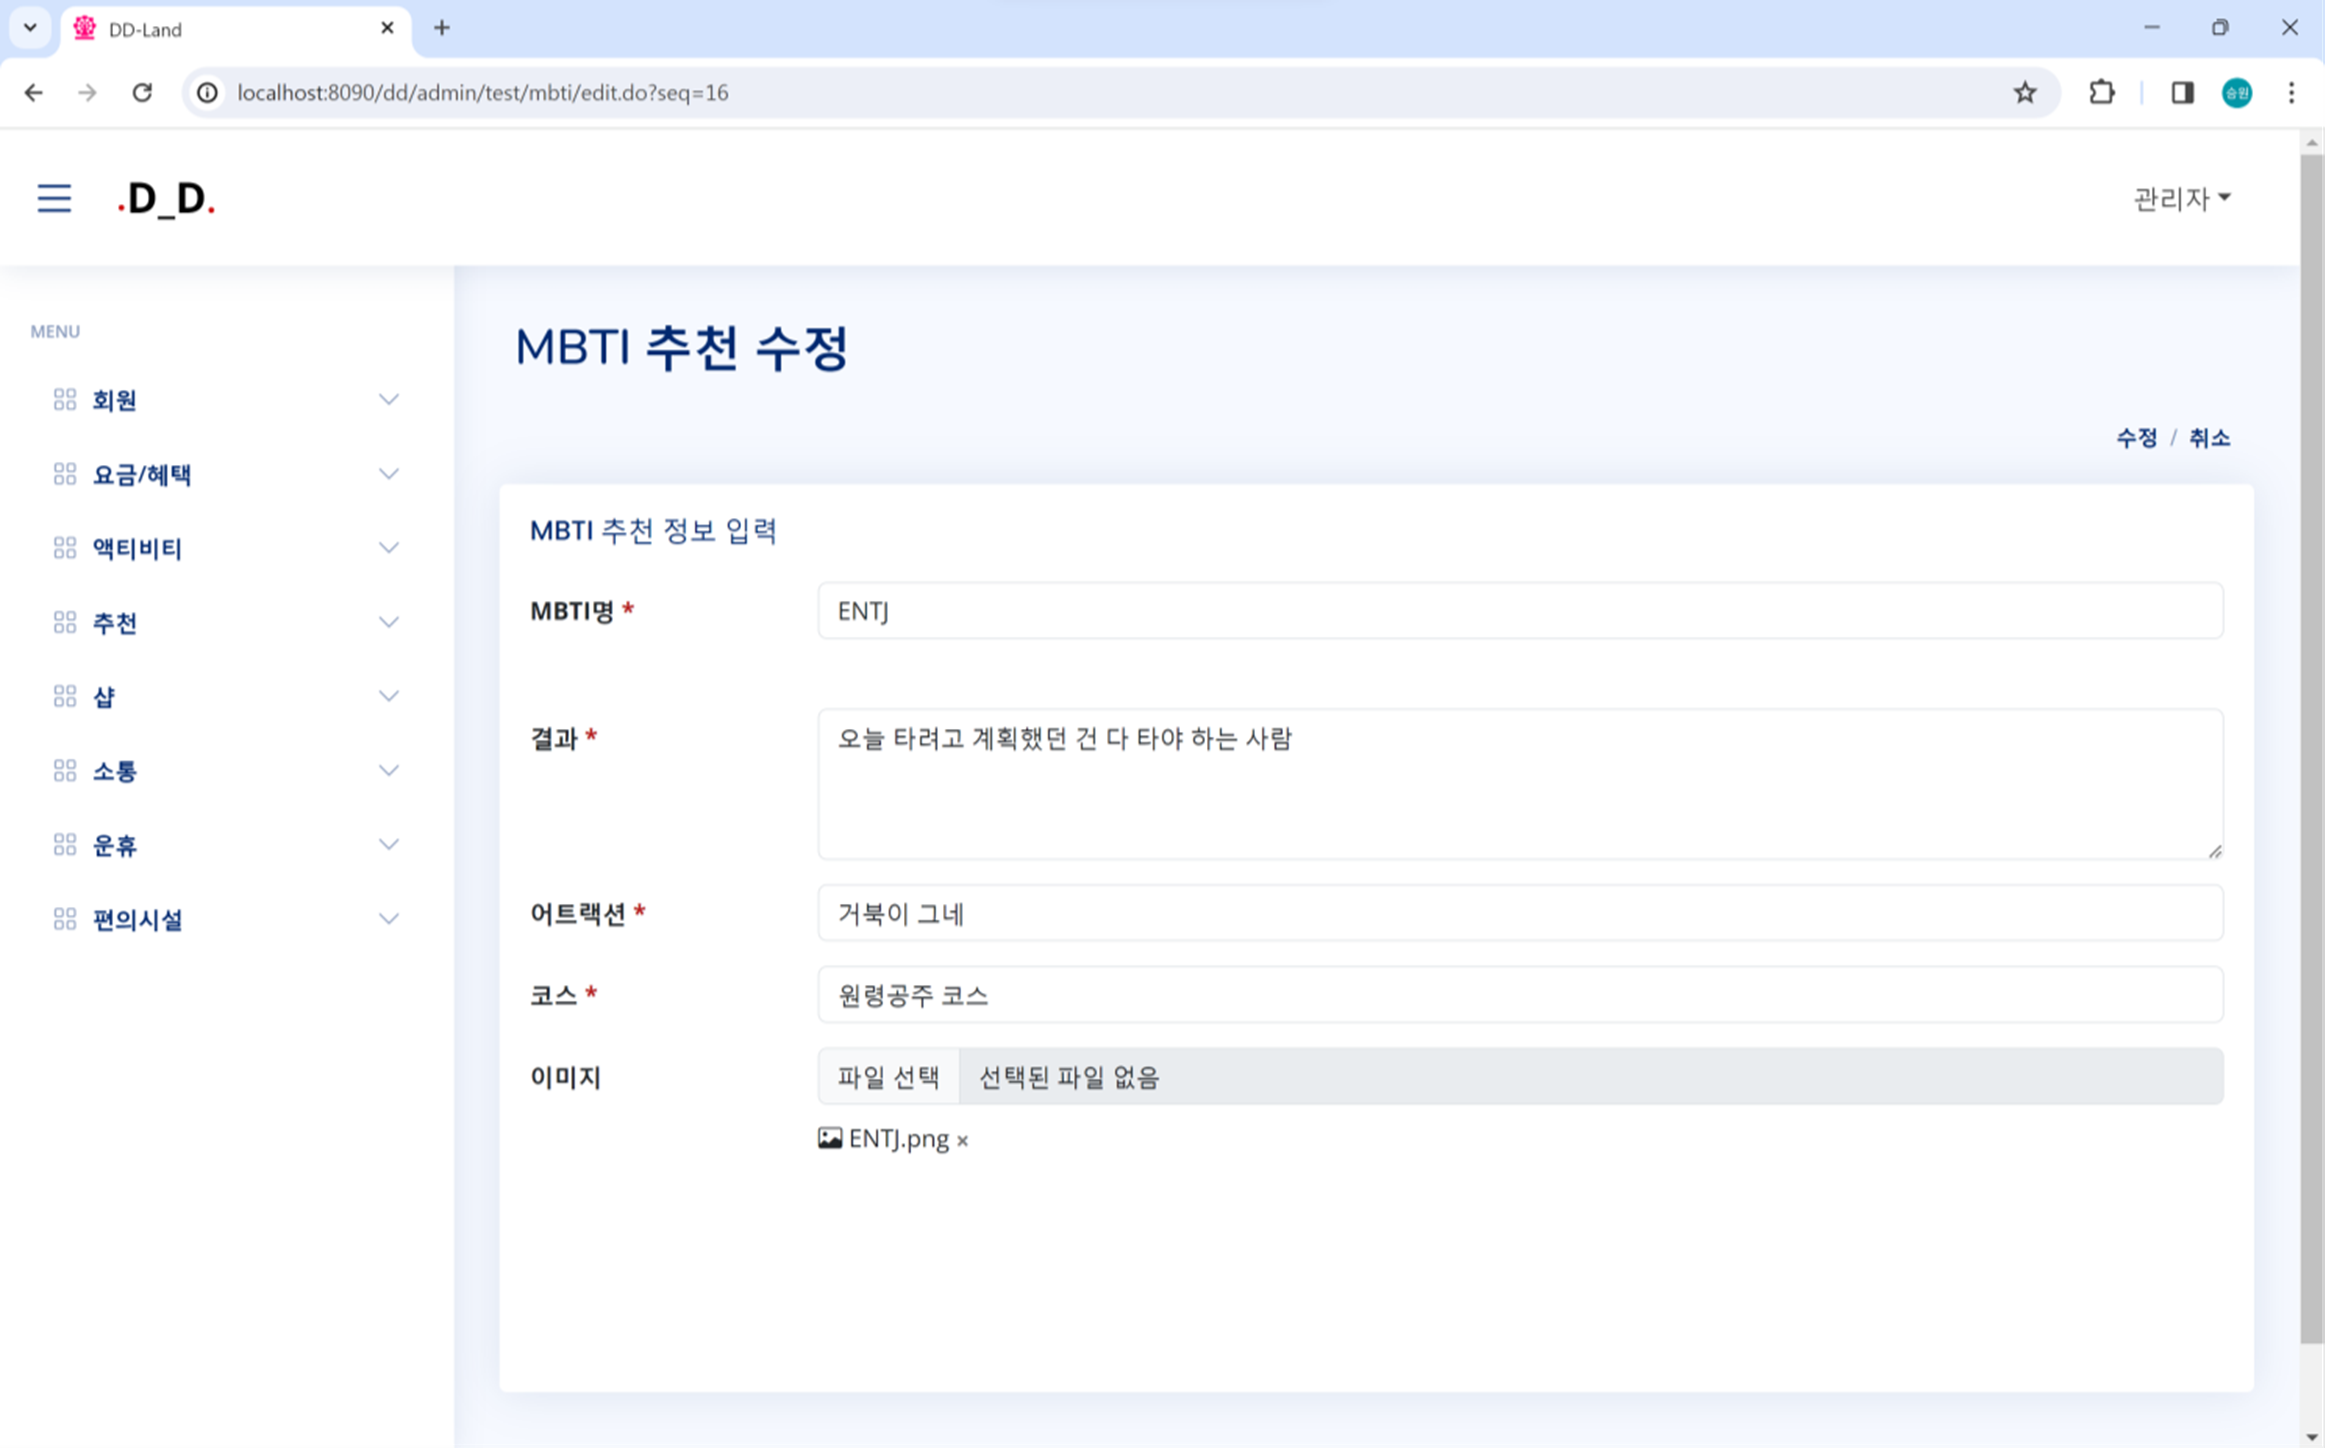 DD-Land
localhost:8090/dd/admin/test/mbti/edit.do?seq=16
승원
.D_D.
관리자
MENU
회원
요금/혜택
액티비티
추천
샵
소통
운휴
편의시설
MBTI 추천 수정
수정 / 취소
MBTI 추천 정보 입력
MBTI명 *
ENTJ
결과 *
오늘 타려고 계획했던 건 다 타야 하는 사람
어트랙션 *
거북이 그네
코스 *
원령공주 코스
이미지
파일 선택 선택된 파일 없음
ENTJ.png ×